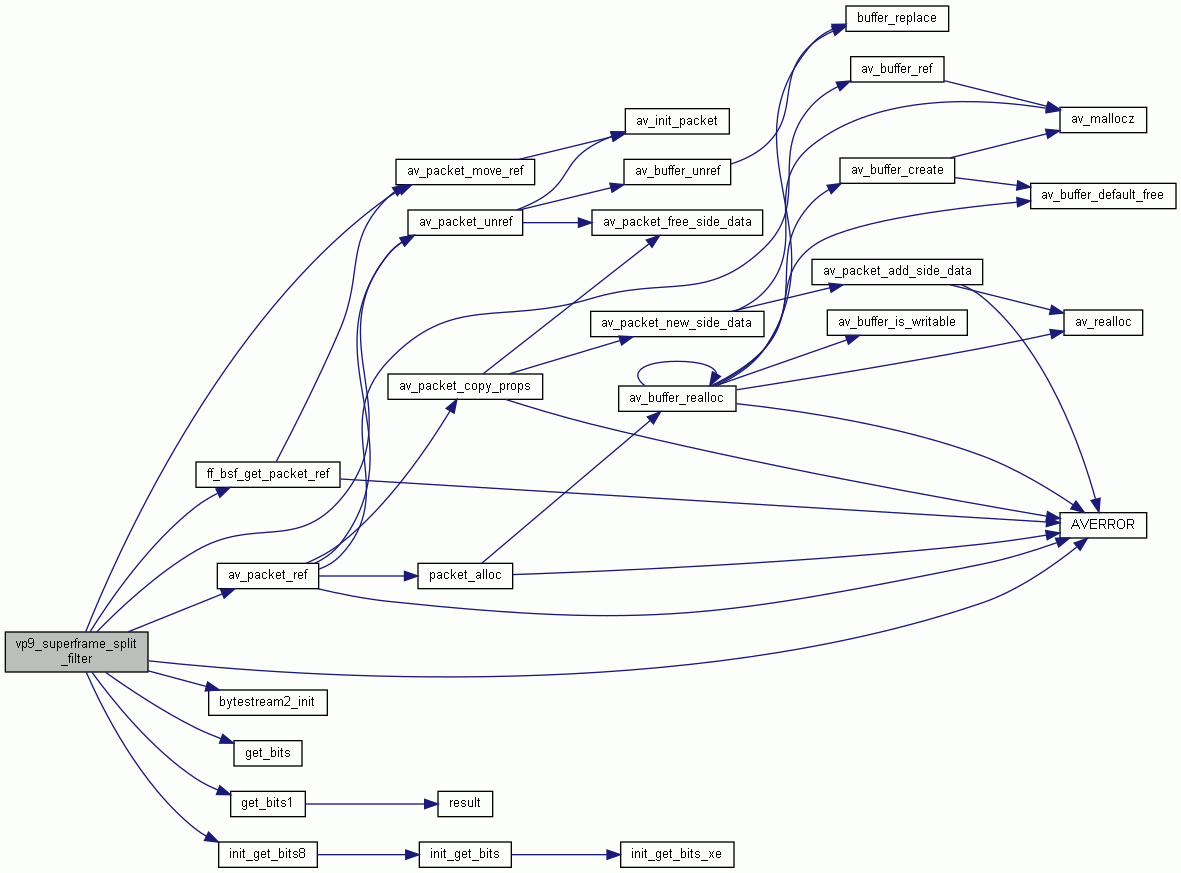 buffer_replace
av_buffer_ref
av_init_packet
av_mallocz
av_packet_move_ref
av_buffer_unref
av_buffer_create
av_buffer_default_free
av_packet_unref
av_packet_free_side_data
av_packet_add_side_data
av_packet_new_side_data
av_buffer_is_writable
av_realloc
av_packet_copy_props
av_buffer_realloc
ff_bsf_get_packet_ref
AVERROR
av_packet_ref
packet_alloc
vp9_superframe_split
_filter
bytestream2_init
get_bits
get_bits1
result
init_get_bits8
init_get_bits
init_get_bits_xe